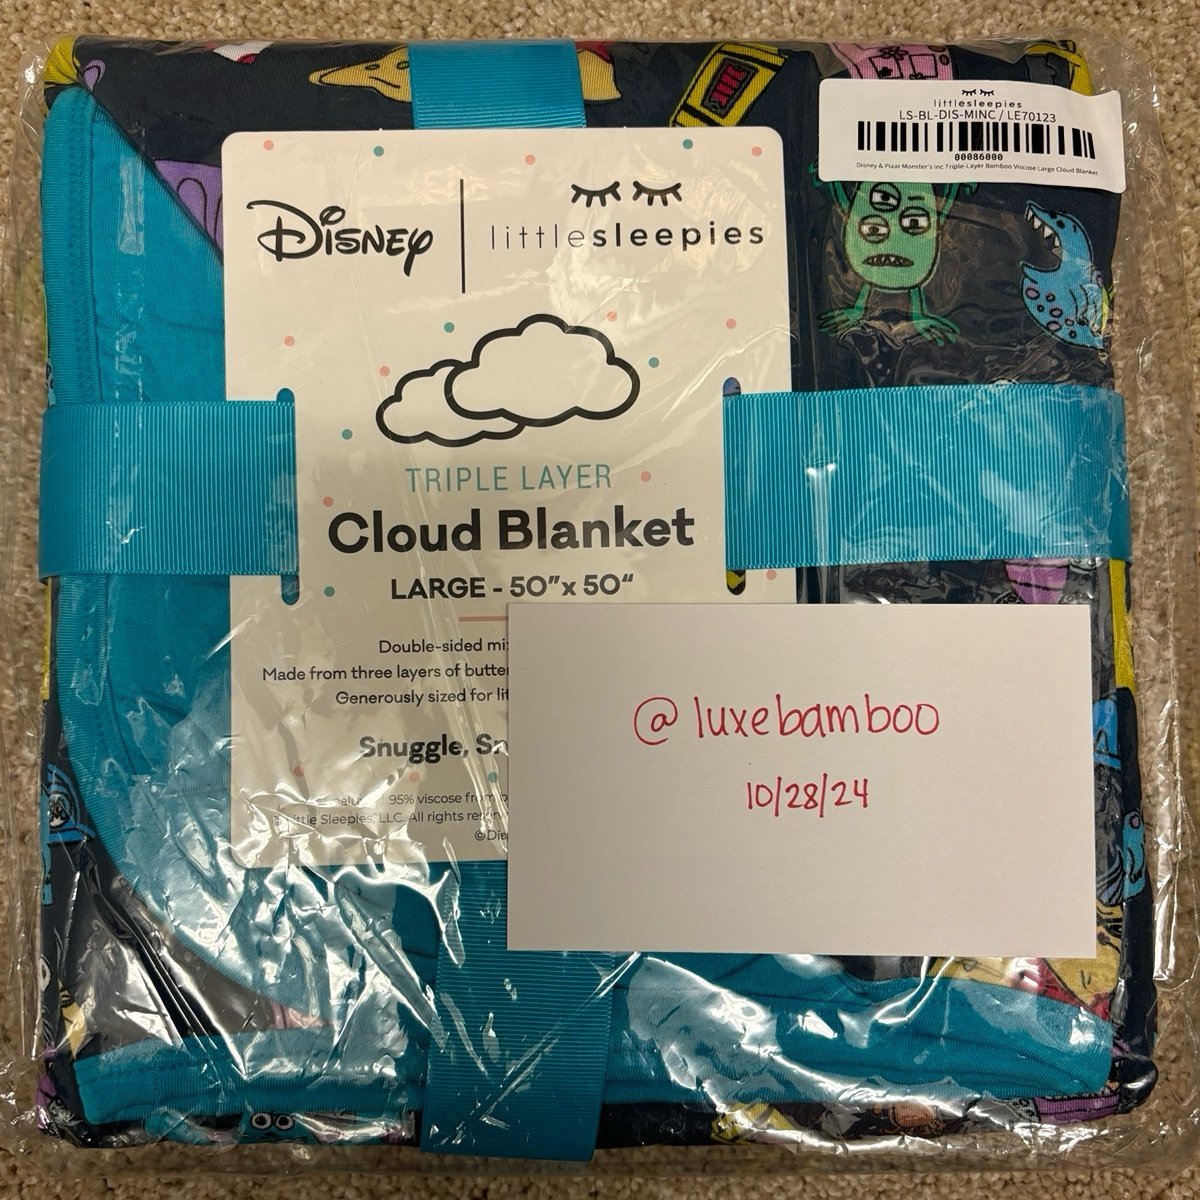 littlesleepies
LS-BL-DIS-MINC / LE70123
00086000
Disney & Pixar Monster's Inc Triple-Layer Bamboo Viscose Large Cloud Blanket
Disney | littlesleepies
TRIPLE LAYER
Cloud Blanket
LARGE - 50”x 50“
Double-sided
Made from three layers of
Generously sized for
Snuggle,
95% viscose
Little Sleepies, LLC. All rights
@luxebamboo
10/28/24